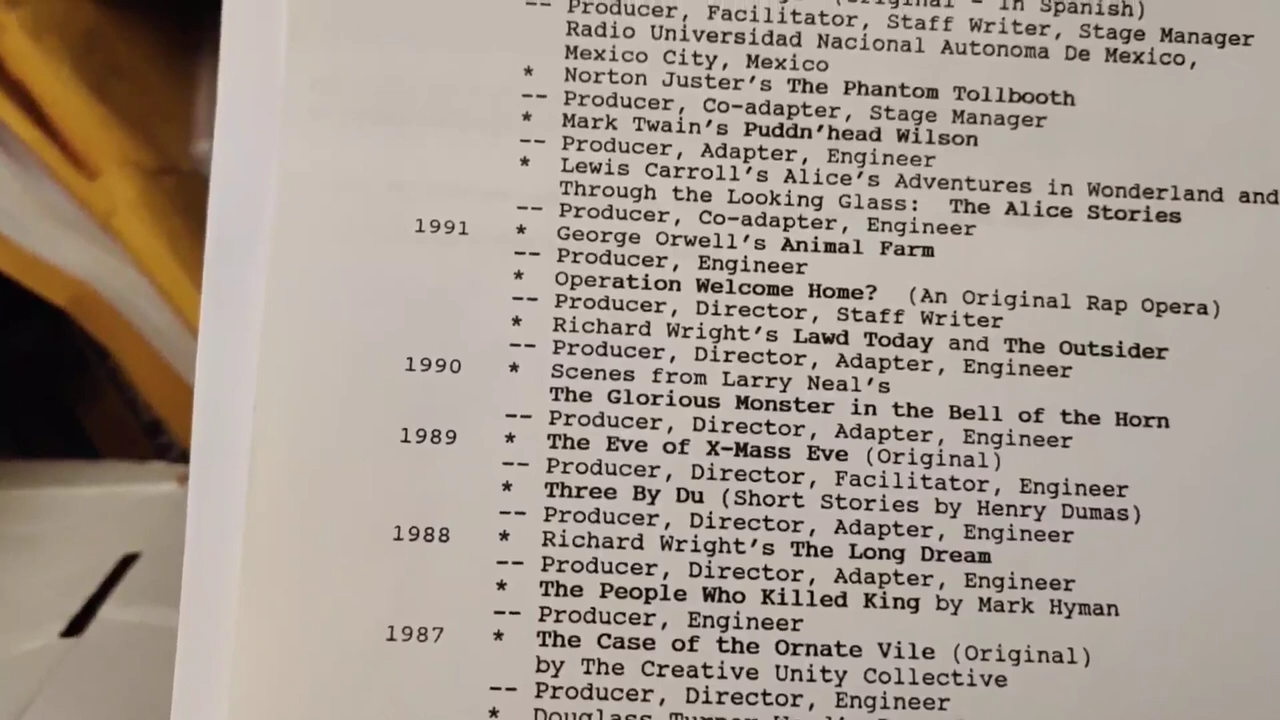 (Original - In Spanish)
-- Producer, Facilitator, Staff Writer, Stage Manager
Radio Universidad Nacional Autonoma De Mexico,
Mexico City, Mexico
* Norton Juster's The Phantom Tollbooth
-- Producer, Co-adapter, Stage Manager
* Mark Twain's Puddn'head Wilson
-- Producer, Adapter, Engineer
* Lewis Carroll's Alice's Adventures in Wonderland and
Through the Looking Glass: The Alice Stories
-- Producer, Co-adapter, Engineer
1991 * George Orwell's Animal Farm
-- Producer, Engineer
* Operation Welcome Home? (An Original Rap Opera)
-- Producer, Director, Staff Writer
* Richard Wright's Lawd Today and The Outsider
-- Producer, Director, Adapter, Engineer
1990 * Scenes from Larry Neal's
The Glorious Monster in the Bell of the Horn
-- Producer, Director, Adapter, Engineer
1989 * The Eve of X-Mass Eve (Original)
-- Producer, Director, Facilitator, Engineer
* Three By Du (Short Stories by Henry Dumas)
-- Producer, Director, Adapter, Engineer
1988 * Richard Wright's The Long Dream
-- Producer, Director, Adapter, Engineer
* The People Who Killed King by Mark Hyman
-- Producer, Engineer
1987 * The Case of the Ornate Vile (Original)
by The Creative Unity Collective
-- Producer, Director, Engineer
* Douglass